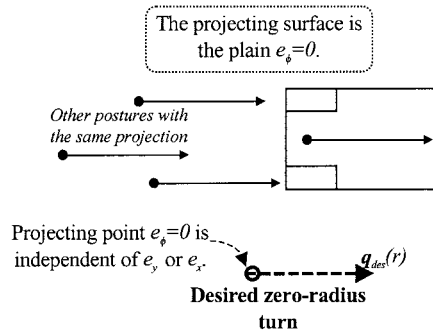 The projecting surface is
the plain e_ϕ=0.
Other postures with
the same projection
Projecting point e_ϕ=0 is
independent of e_y or e_x.
q_des(r)
Desired zero-radius
turn